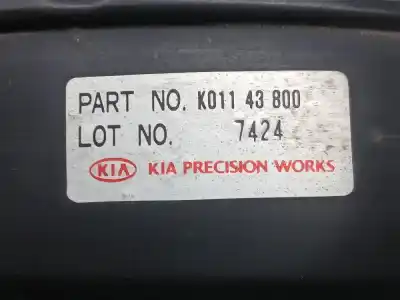 PART NO. K011 43 800
LOT NO. 7424
KIA KIA PRECISION WORKS